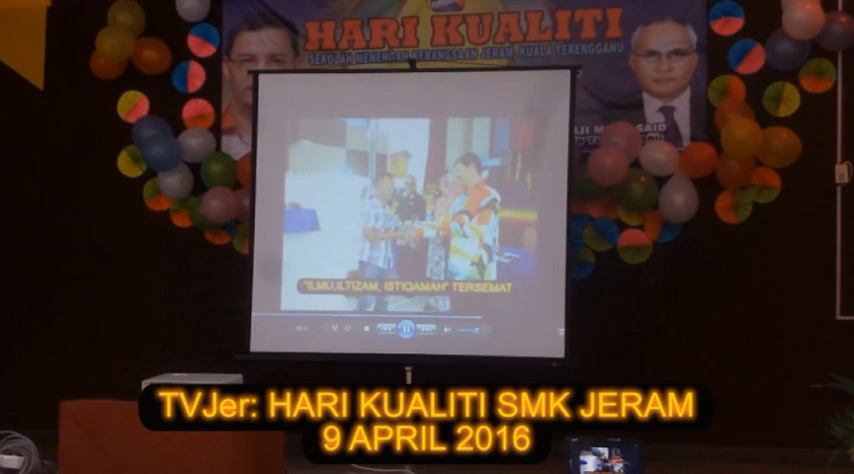 HARI KUALITI
SEKOLAH MENENGAH KEBANGSAAN JERAM, KUALA TERENGGANU
SAID
"ILMU,ILTIZAM, ISTIQAMAH" TERSEMAT
TVJer: HARI KUALITI SMK JERAM
9 APRIL 2016